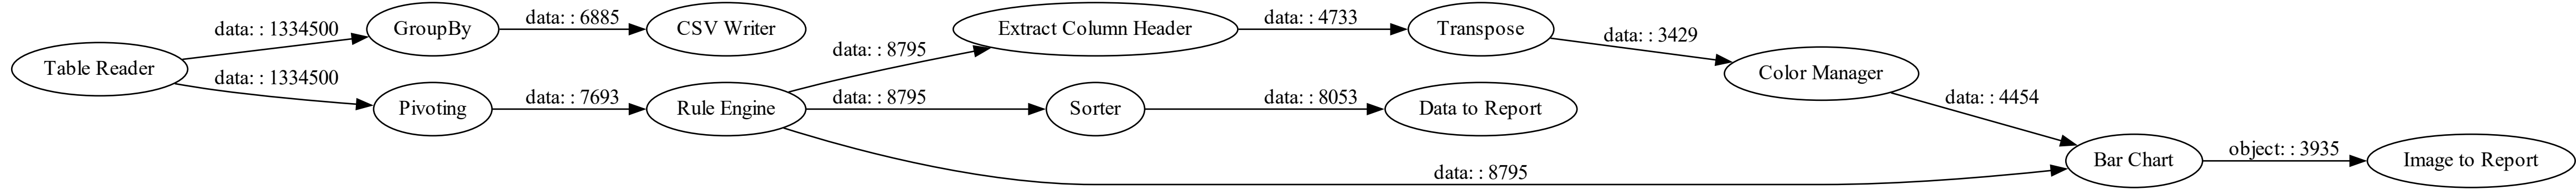 Table Reader
data: : 1334500
GroupBy
data: : 6885
CSV Writer
data: : 1334500
Pivoting
data: : 7693
Rule Engine
data: : 8795
Extract Column Header
data: : 4733
Transpose
data: : 3429
Color Manager
data: : 4454
data: : 8795
Sorter
data: : 8053
Data to Report
data: : 8795
Bar Chart
object: : 3935
Image to Report